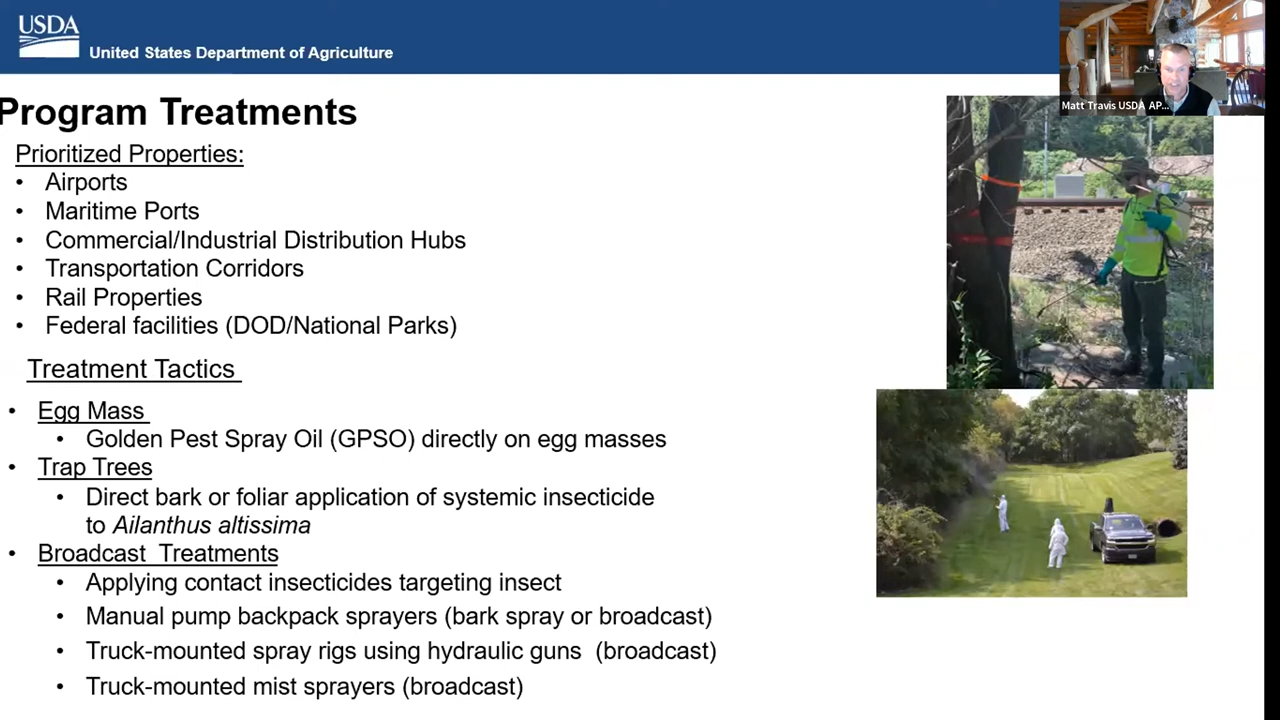 USDA
United States Department of Agriculture
Matt Travis USDA AP...
Program Treatments
Prioritized Properties:
• Airports
• Maritime Ports
• Commercial/Industrial Distribution Hubs
• Transportation Corridors
• Rail Properties
• Federal facilities (DOD/National Parks)
Treatment Tactics
• Egg Mass
• Golden Pest Spray Oil (GPSO) directly on egg masses
• Trap Trees
• Direct bark or foliar application of systemic insecticide
to Ailanthus altissima
• Broadcast Treatments
• Applying contact insecticides targeting insect
• Manual pump backpack sprayers (bark spray or broadcast)
• Truck-mounted spray rigs using hydraulic guns (broadcast)
• Truck-mounted mist sprayers (broadcast)